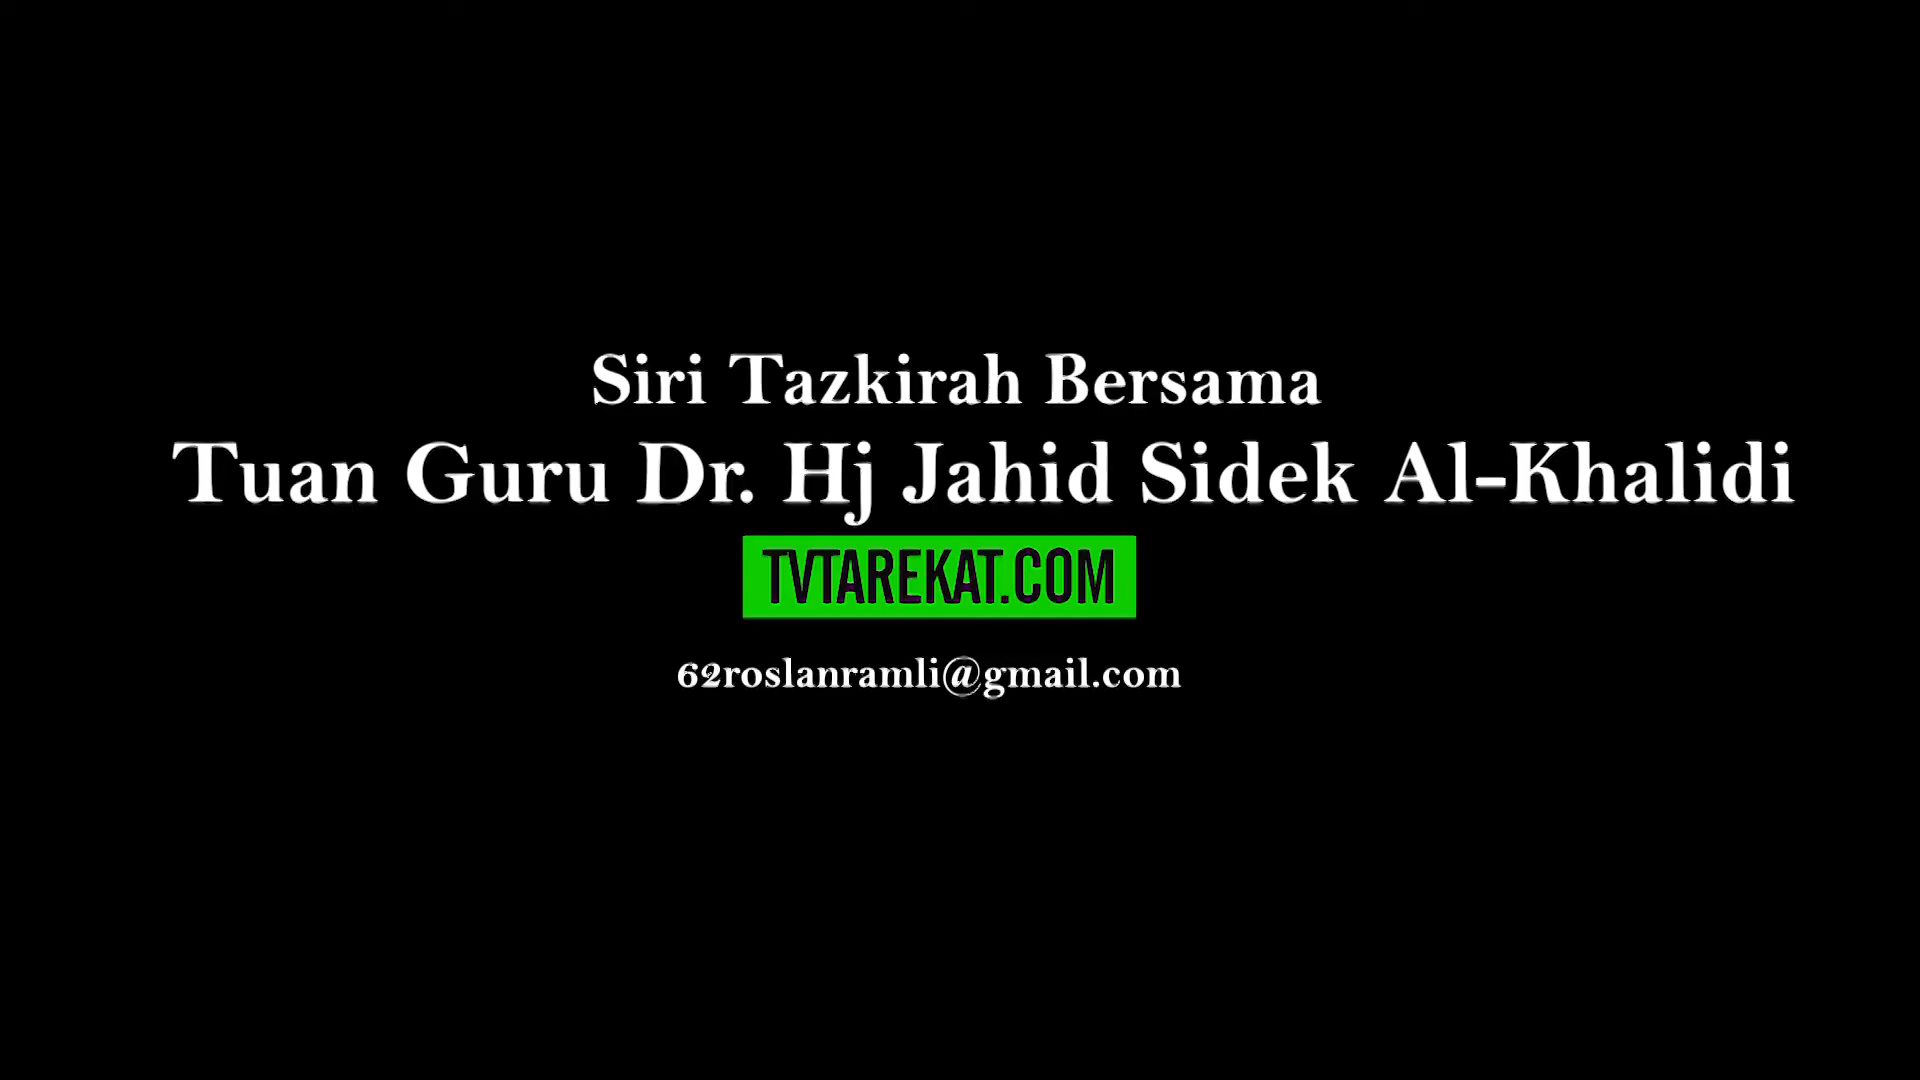 Siri Tazkirah Bersama
Tuan Guru Dr. Hj Jahid Sidek Al-Khalidi
TVTAREKAT.COM
62roslanramli@gmail.com